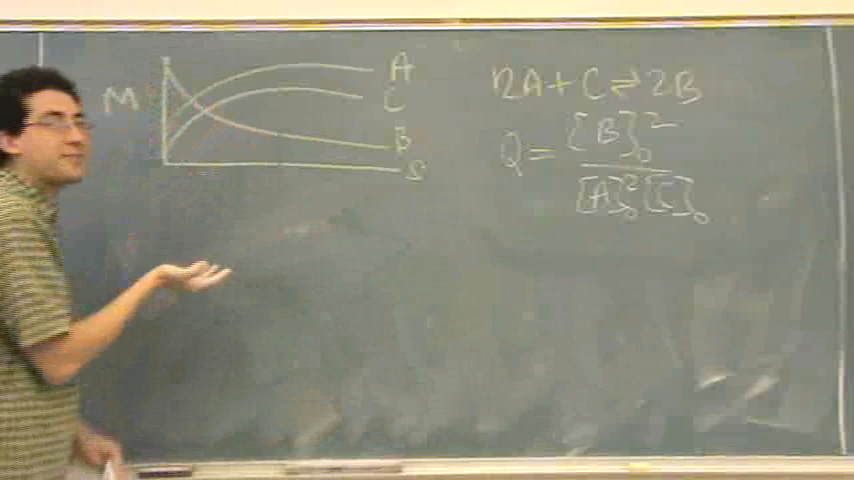 M
A
C
B
S
2A + C ⇌ 2B
Q = [B]₀² / [A]₀² [C]₀